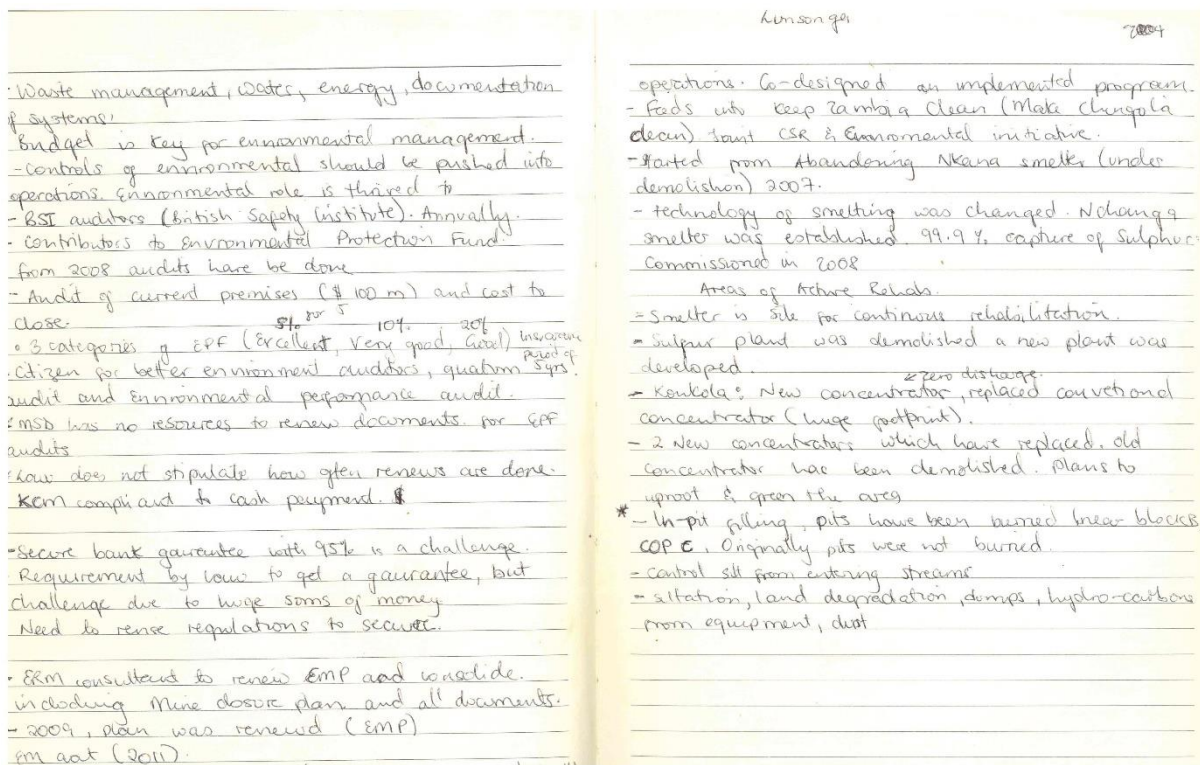 - Waste management, water, energy, documentation
of systems.
Budget is key for environmental management.
- Controls of environmental should be pushed into
operations. Environmental role is to
- BSI auditors (British Safety Institute). Annually.
- Contributors to Environmental Protection Fund.
from 2008 audits have be done
- Audit of current premises ($ 100 m) and cost to
close.
5% for 5 10% 20%
• 3 categories of EPF (Excellent, Very good, Good) period of 5yrs.
- Citizen for better environment auditors, audit and Environmental performance audit.
- MSD has no resources to renew documents for EPF
audits
- Law does not stipulate how often renews are done.
KCM compliant to cash payment.
- Secure bank gaurantee with 95% is a challenge.
Requirement by law to get a gaurantee, but
challenge due to huge soms of money
Need to revise regulations to
- ERM consultant to renew EMP and
including Mine closure plan and all documents.
- 2009, plan was renewd (EMP)
(2011).
2004
operations. Co-designed an implemented program.
- Feeds into Keep Zambia Clean (Make Chingola
clean) Joint CSR & Environmental initiative.
- Started from Abandoning Nkana smelter (under
demolishon) 2007.
- technology of smelting was changed. Nchanga
smelter was established. 99.9% capture of
Commissioned in 2008
Areas of Active Rehab.
- Smelter is site for continuous rehabilitation.
- Sulpur plant was demolished a new plant was
developed.
& zero discharge
- Konkola: New concentrator, replace
concentrator (huge footprint).
- 2 New concentrators which have replaced. old
concentrator has been demolished. Plans to
uproot & green the area
* - In-pit filling, pits have been burried (near block
COP C. Originally pits were not burried.
- Control silt from entering streams
- Siltation, land degradation, dumps, hydro-carbons
from equipment, dust